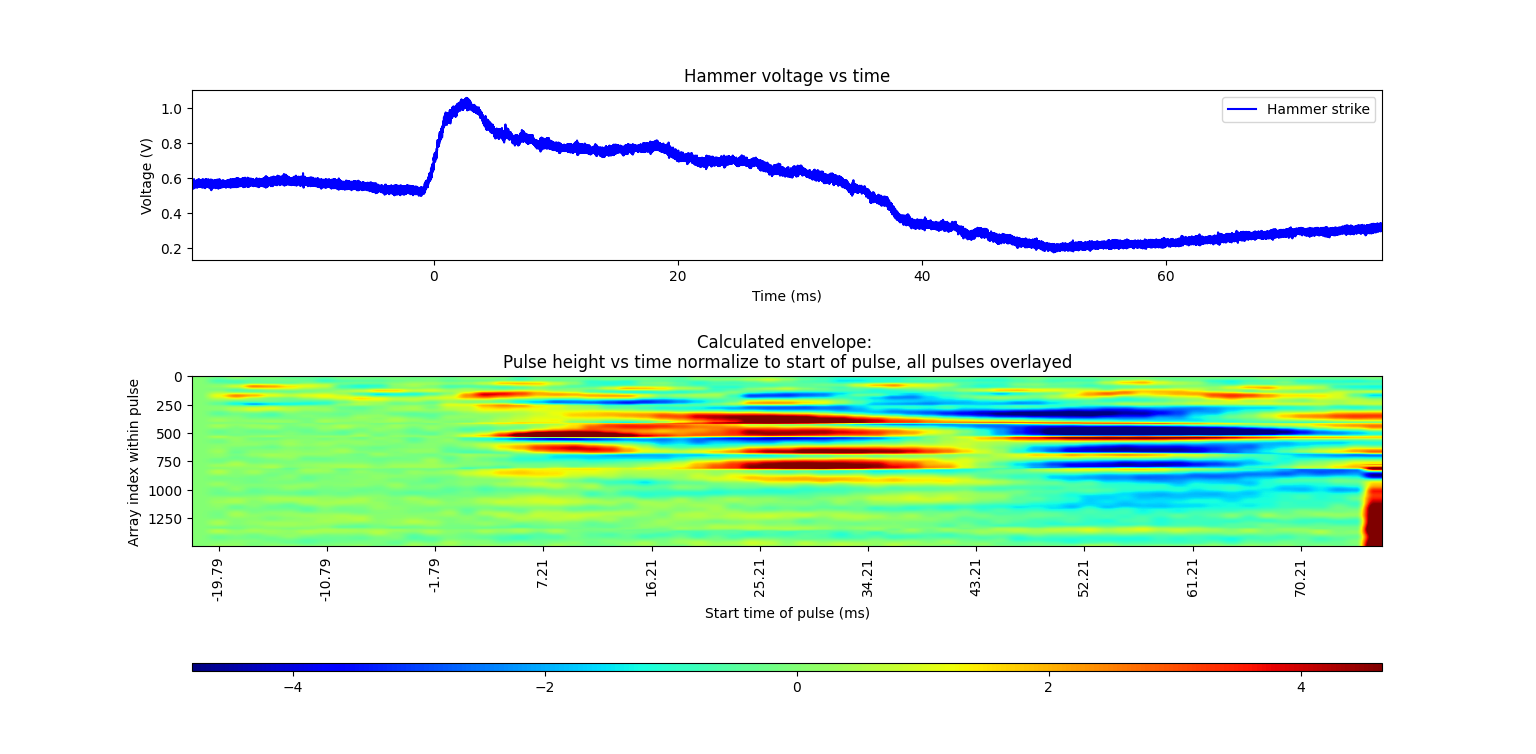 Hammer voltage vs time
Hammer strike
Voltage (V)
1.0
0.8
0.6
0.4
0.2
0 20 40 60
Time (ms)
Calculated envelope:
Pulse height vs time normalize to start of pulse, all pulses overlayed
Array index within pulse
0
250
500
750
1000
1250
-19.79 -10.79 -1.79 7.21 16.21 25.21 34.21 43.21 52.21 61.21 70.21
Start time of pulse (ms)
−4 −2 0 2 4